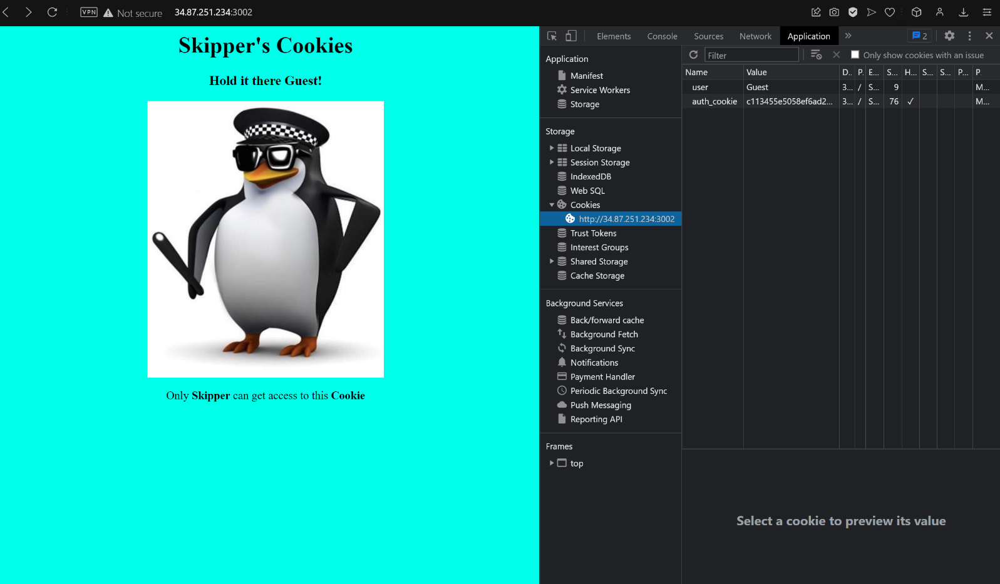 VPN Not secure 34.87.251.234:3002
Skipper's Cookies
Hold it there Guest!
Only Skipper can get access to this Cookie
Elements Console Sources Network Application 2
Application
Manifest
Service Workers
Storage
Storage
Local Storage
Session Storage
IndexedDB
Web SQL
Cookies
http://34.87.251.234:3002
Trust Tokens
Interest Groups
Shared Storage
Cache Storage
Background Services
Back/forward cache
Background Fetch
Background Sync
Notifications
Payment Handler
Periodic Background Sync
Push Messaging
Reporting API
Frames
top
Filter Only show cookies with an issue
Name Value D.. P. E... S... H... S... S... P... P.
user Guest 3... / S... 9 M...
auth_cookie c113455e5058ef6ad2... 3... / S... 76 ✓ M...
Select a cookie to preview its value